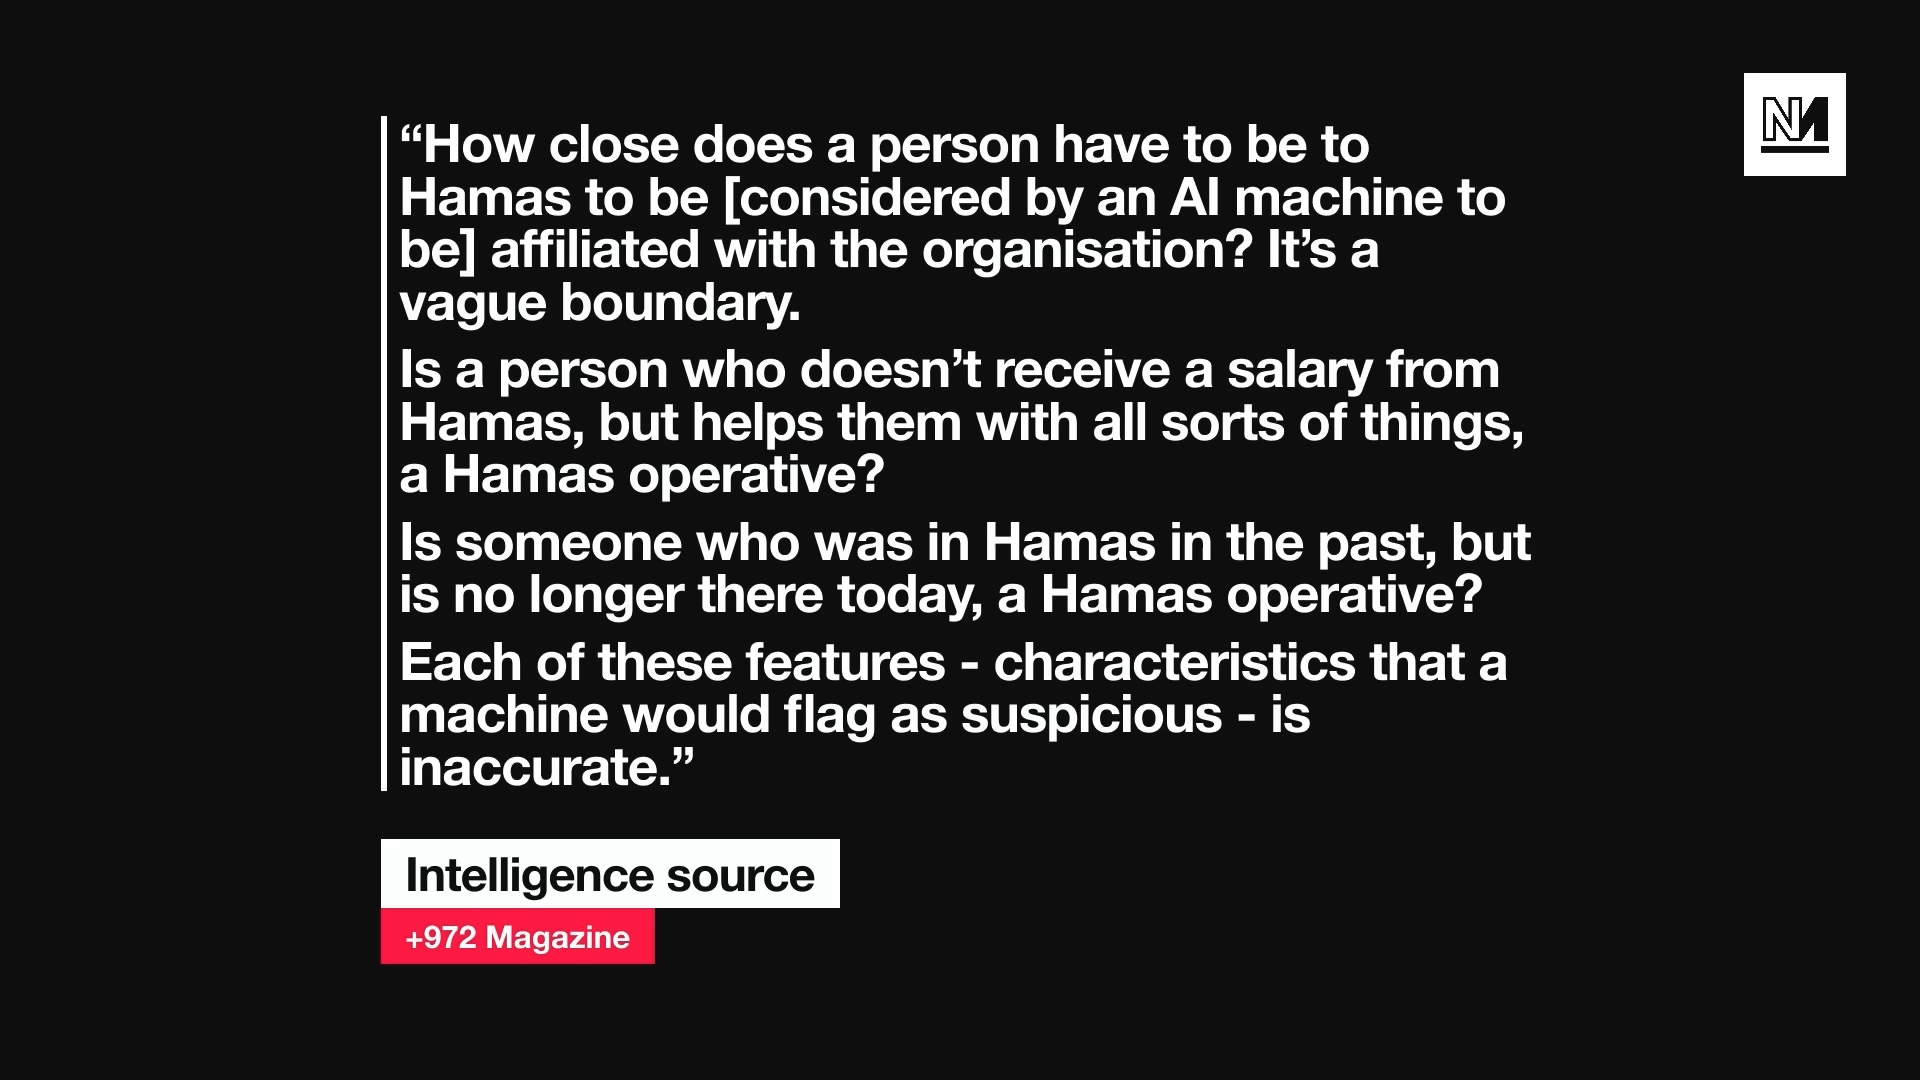 “How close does a person have to be to
Hamas to be [considered by an AI machine to
be] affiliated with the organisation? It’s a
vague boundary.
Is a person who doesn’t receive a salary from
Hamas, but helps them with all sorts of things,
a Hamas operative?
Is someone who was in Hamas in the past, but
is no longer there today, a Hamas operative?
Each of these features - characteristics that a
machine would flag as suspicious - is
inaccurate.”
Intelligence source
+972 Magazine
NM